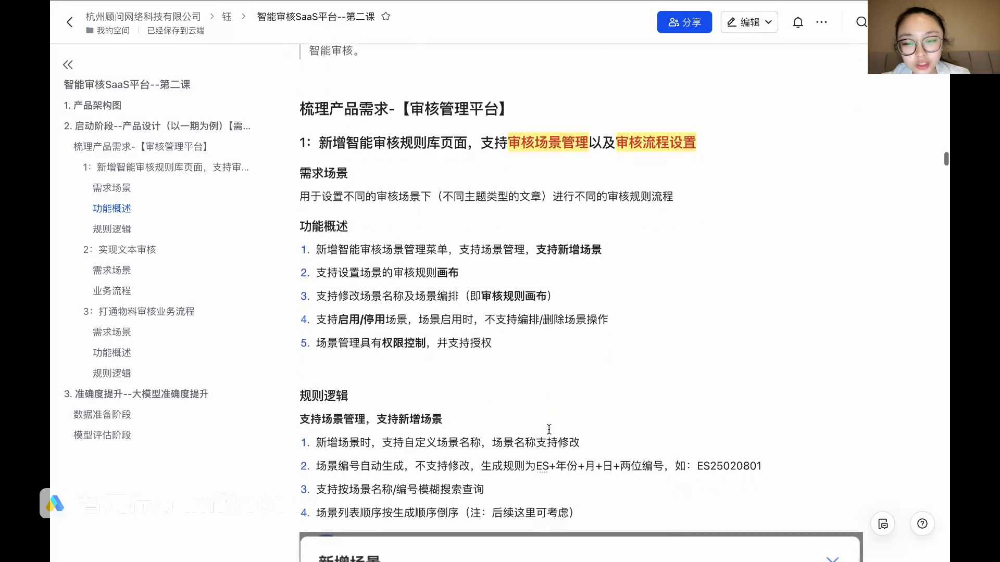 杭州顾问网络科技有限公司 > 钰 > 智能审核SaaS平台--第二课
我的空间 | 已经保存到云端
分享
编辑
智能审核SaaS平台--第二课
1. 产品架构图
2. 启动阶段--产品设计（以一期为例）【需...
梳理产品需求-【审核管理平台】
1：新增智能审核规则库页面，支持审...
需求场景
功能概述
规则逻辑
2：实现文本审核
需求场景
业务流程
3：打通物料审核业务流程
需求场景
功能概述
规则逻辑
3. 准确度提升--大模型准确度提升
数据准备阶段
模型评估阶段
智能审核。
梳理产品需求-【审核管理平台】
1：新增智能审核规则库页面，支持审核场景管理以及审核流程设置
需求场景
用于设置不同的审核场景下（不同主题类型的文章）进行不同的审核规则流程
功能概述
1. 新增智能审核场景管理菜单，支持场景管理，支持新增场景
2. 支持设置场景的审核规则画布
3. 支持修改场景名称及场景编排（即审核规则画布）
4. 支持启用/停用场景，场景启用时，不支持编排/删除场景操作
5. 场景管理具有权限控制，并支持授权
规则逻辑
支持场景管理，支持新增场景
1. 新增场景时，支持自定义场景名称，场景名称支持修改
2. 场景编号自动生成，不支持修改，生成规则为ES+年份+月+日+两位编号，如：ES25020801
3. 支持按场景名称/编号模糊搜索查询
4. 场景列表顺序按生成顺序倒序（注：后续这里可考虑）
新增场景